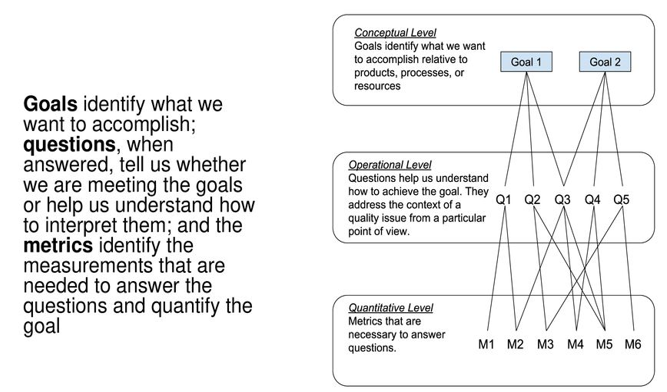 Goals identify what we
want to accomplish;
questions, when
answered, tell us whether
we are meeting the goals
or help us understand how
to interpret them; and the
metrics identify the
measurements that are
needed to answer the
questions and quantify the
goal
Conceptual Level
Goals identify what we want
to accomplish relative to
products, processes, or
resources
Goal 1 Goal 2
Operational Level
Questions help us understand
how to achieve the goal. They
address the context of a
quality issue from a particular
point of view.
Q1 Q2 Q3 Q4 Q5
Quantitative Level
Metrics that are
necessary to answer
questions.
M1 M2 M3 M4 M5 M6